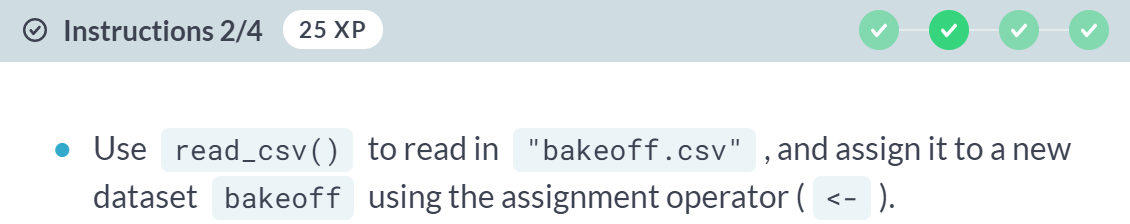 Instructions 2/4 25 XP
Use read_csv() to read in "bakeoff.csv" , and assign it to a new
dataset bakeoff using the assignment operator ( <- ).